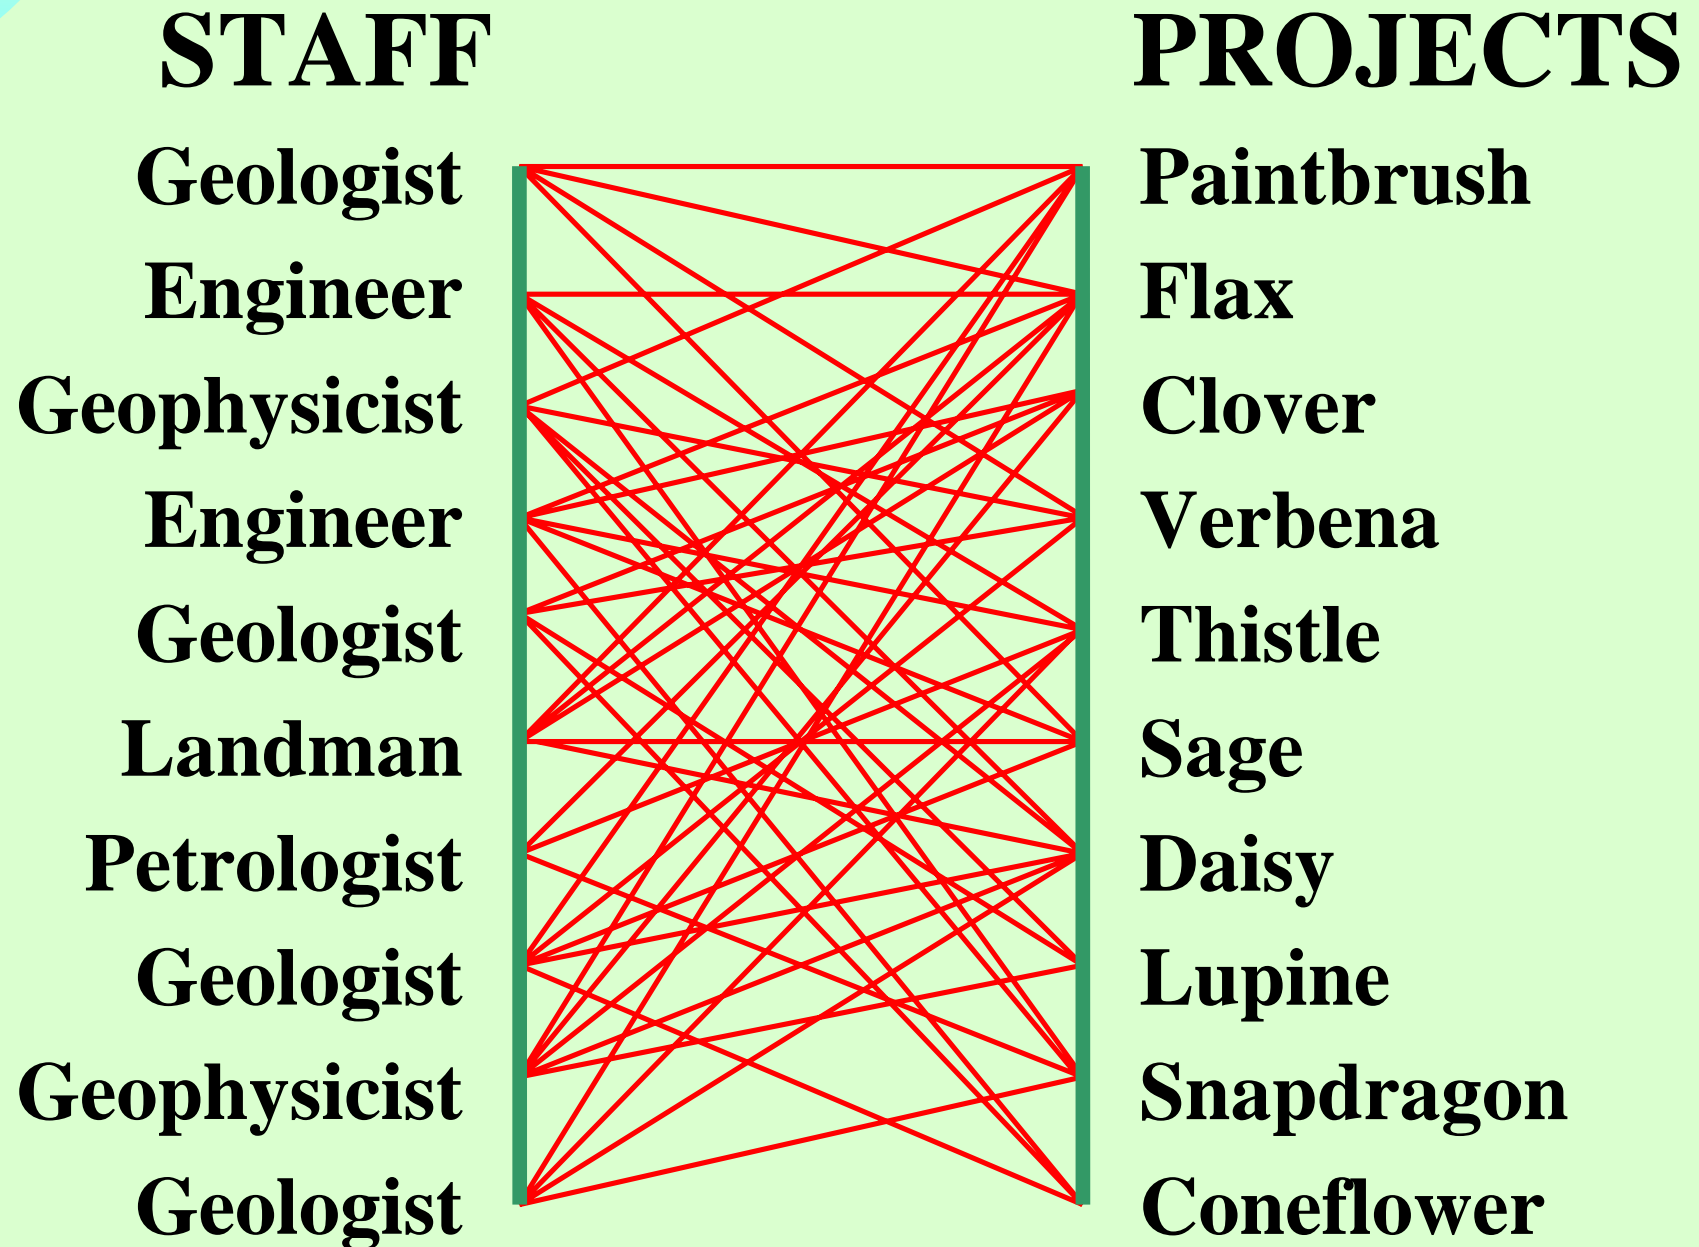 STAFF PROJECTS
Geologist Paintbrush
Engineer Flax
Geophysicist Clover
Engineer Verbena
Geologist Thistle
Landman Sage
Petrologist Daisy
Geologist Lupine
Geophysicist Snapdragon
Geologist Coneflower